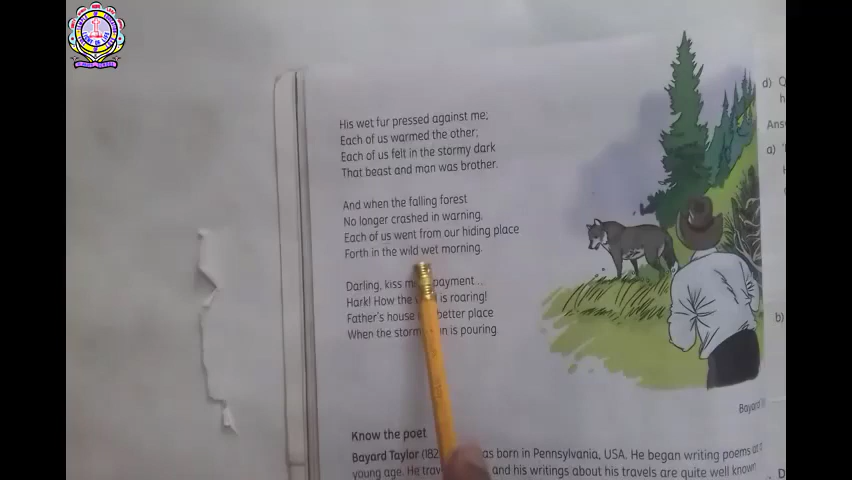 His wet fur pressed against me;
Each of us warmed the other;
Each of us felt in the stormy dark
That beast and man was brother.
And when the falling forest
No longer crashed in warning,
Each of us went from our hiding place
Forth in the wild wet morning.
Darling, kiss me payment ..
Hark! How the is roaring!
Father's house better place
When the storm is pouring.
Bayard
Know the poet
Bayard Taylor (182 as born in Pennsylvania, USA. He began writing poems at a
young age. He trav and his writings about his travels are quite well known
d) Q
h
Ans
a)
b)
D